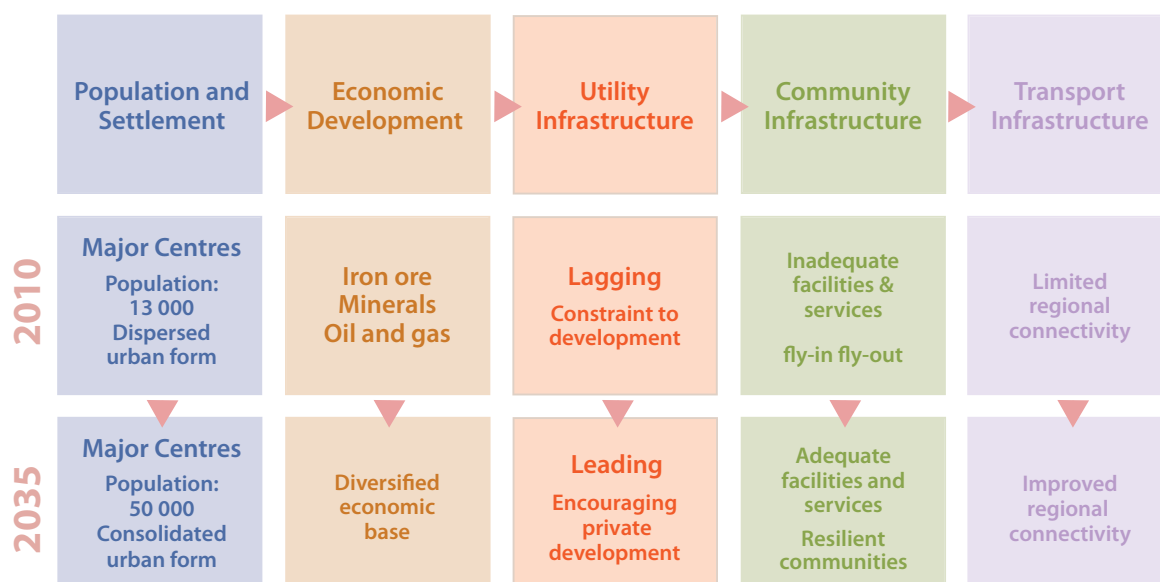 Population and
Settlement
Economic
Development
Utility
Infrastructure
Community
Infrastructure
Transport
Infrastructure
2010
Major Centres
Population:
13 000
Dispersed
urban form
Iron ore
Minerals
Oil and gas
Lagging
Constraint to
development
Inadequate
facilities &
services
fly-in fly-out
Limited
regional
connectivity
2035
Major Centres
Population:
50 000
Consolidated
urban form
Diversified
economic
base
Leading
Encouraging
private
development
Adequate
facilities and
services
Resilient
communities
Improved
regional
connectivity